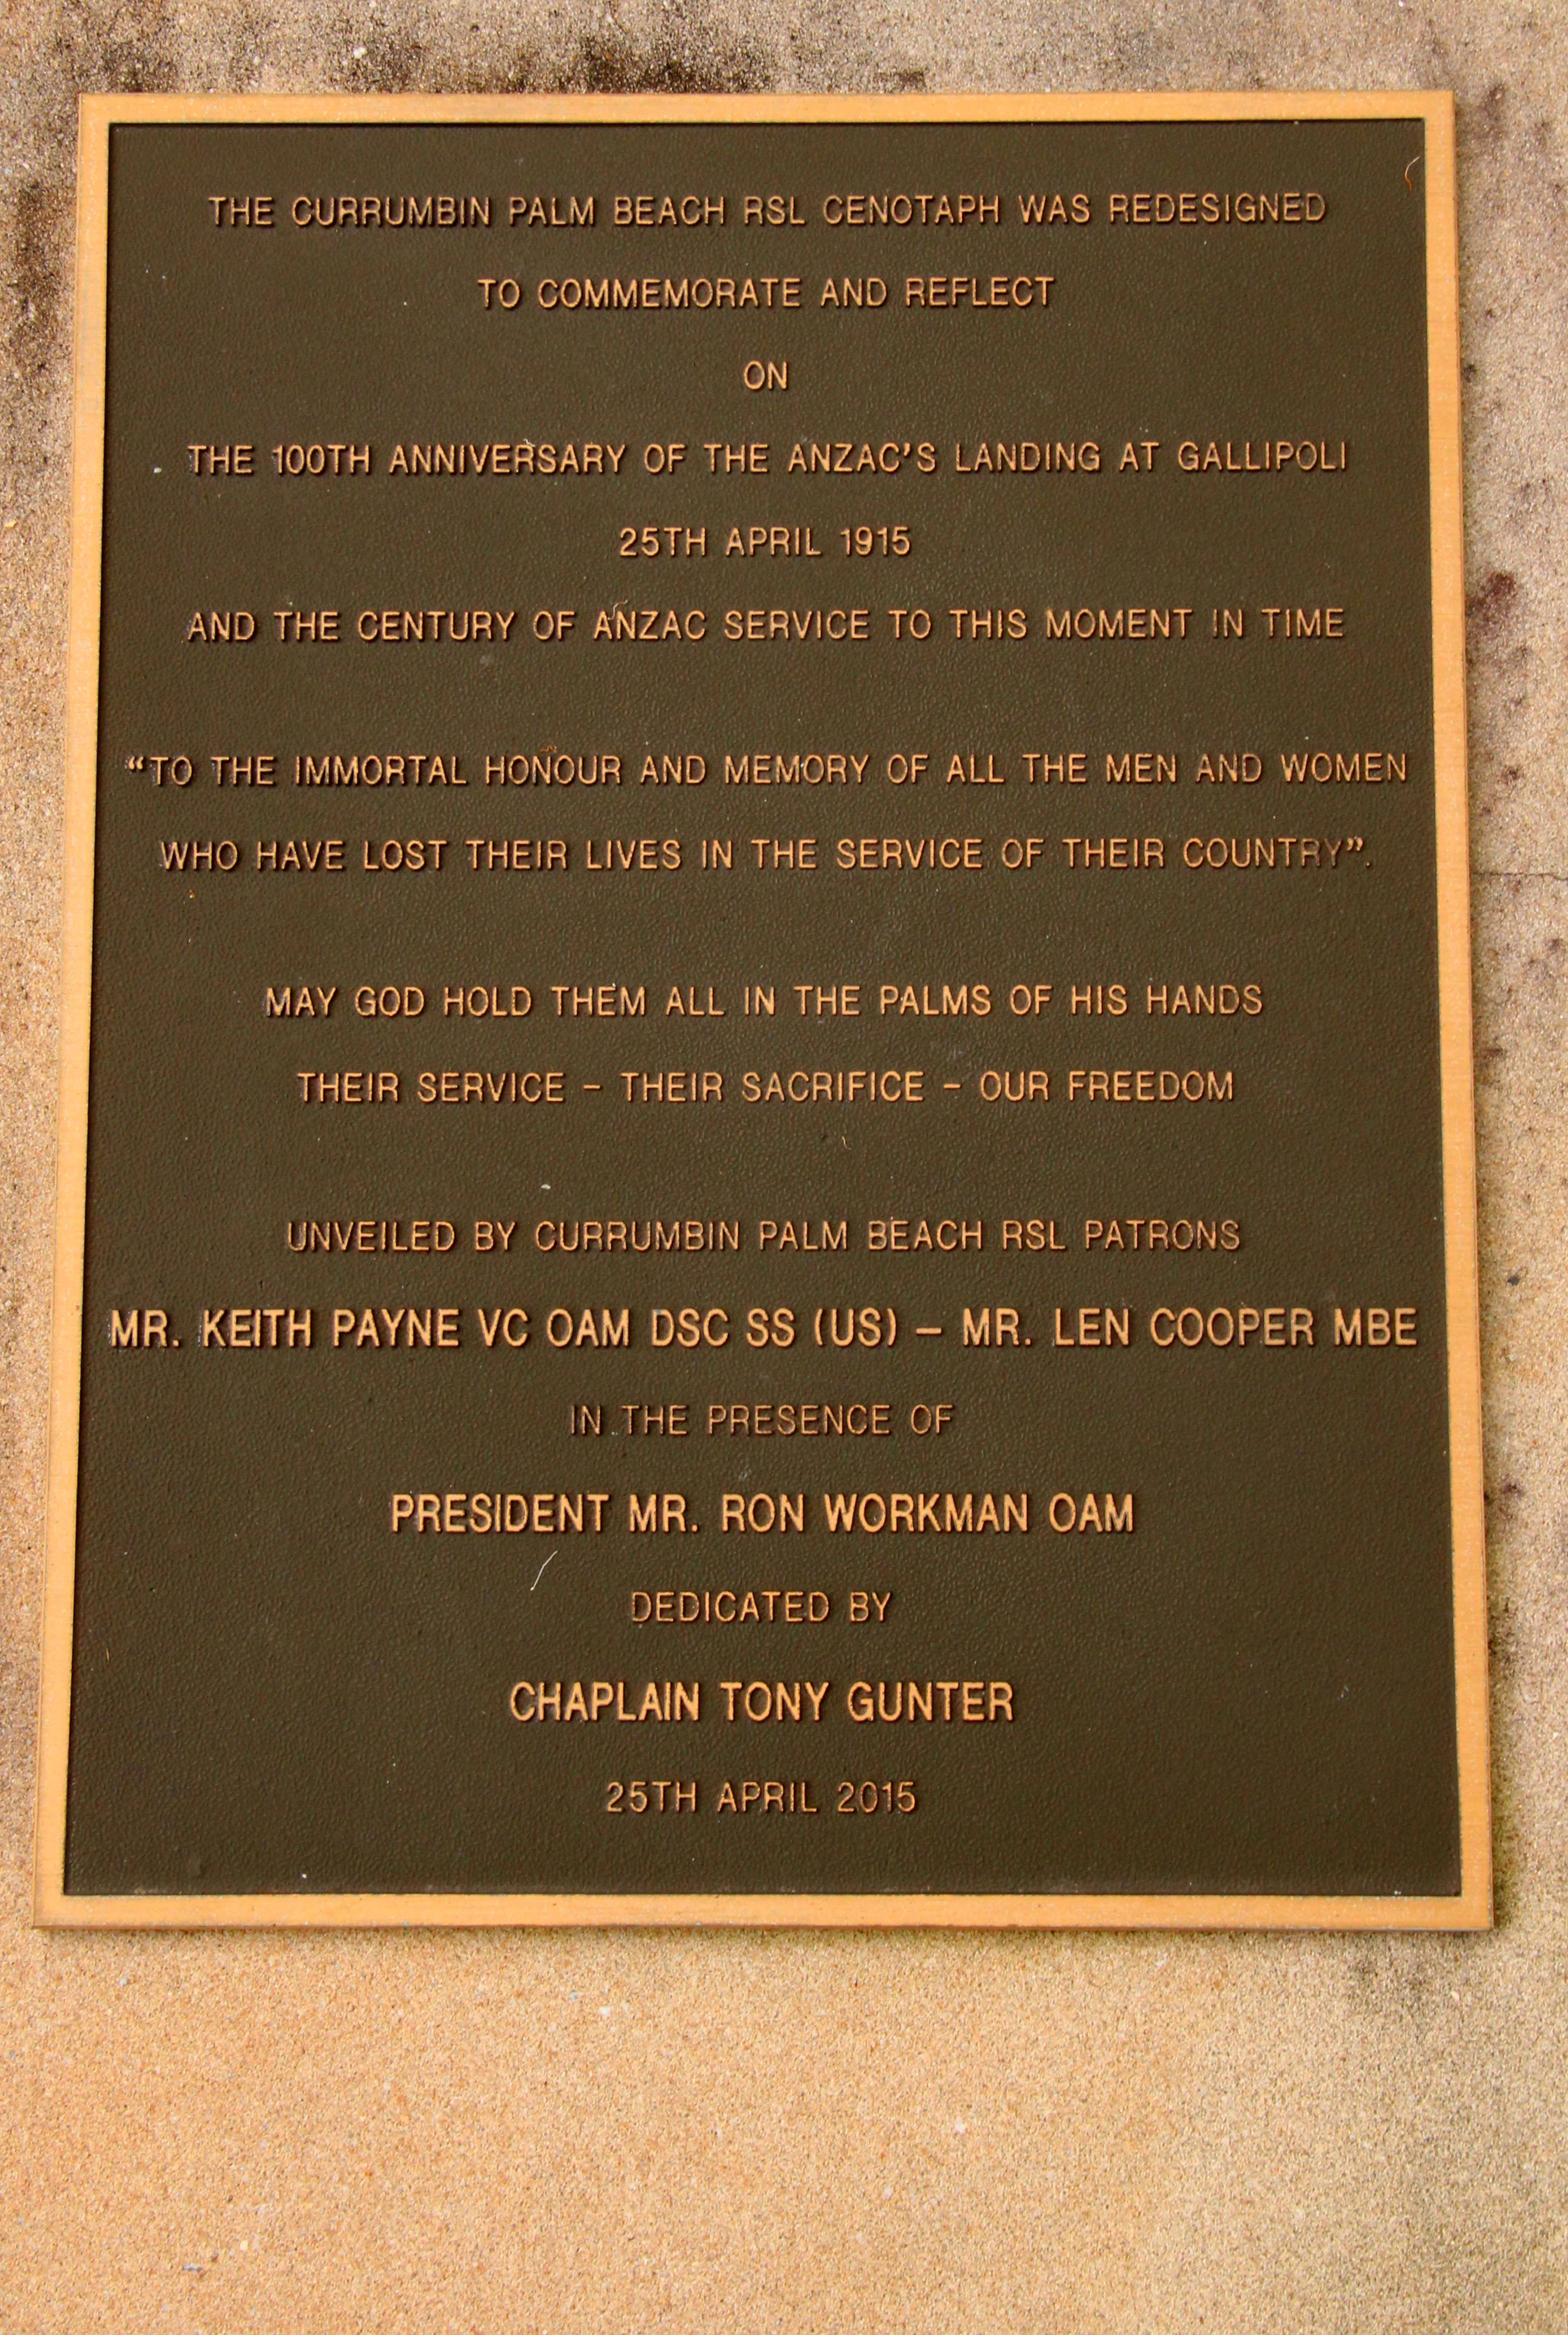 THE CURRUMBIN PALM BEACH RSL CENOTAPH WAS REDESIGNED
TO COMMEMORATE AND REFLECT
ON
THE 100TH ANNIVERSARY OF THE ANZAC'S LANDING AT GALLIPOLI
25TH APRIL 1915
AND THE CENTURY OF ANZAC SERVICE TO THIS MOMENT IN TIME
“TO THE IMMORTAL HONOUR AND MEMORY OF ALL THE MEN AND WOMEN
WHO HAVE LOST THEIR LIVES IN THE SERVICE OF THEIR COUNTRY”.
MAY GOD HOLD THEM ALL IN THE PALMS OF HIS HANDS
THEIR SERVICE – THEIR SACRIFICE – OUR FREEDOM
UNVEILED BY CURRUMBIN PALM BEACH RSL PATRONS
MR. KEITH PAYNE VC OAM DSC SS (US) – MR. LEN COOPER MBE
IN THE PRESENCE OF
PRESIDENT MR. RON WORKMAN OAM
DEDICATED BY
CHAPLAIN TONY GUNTER
25TH APRIL 2015